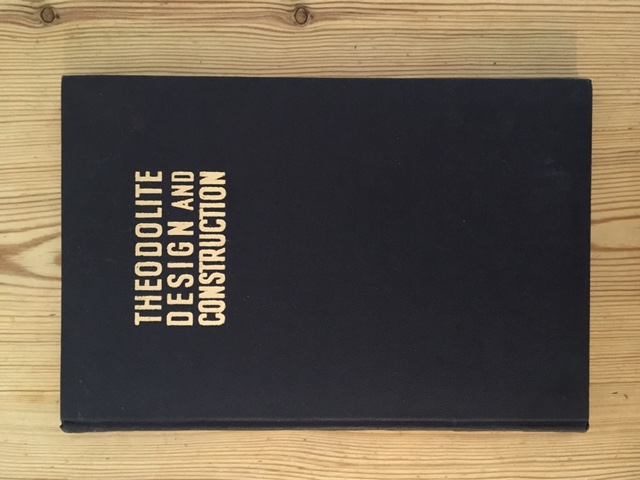 THEODOLITE
DESIGN AND
CONSTRUCTION